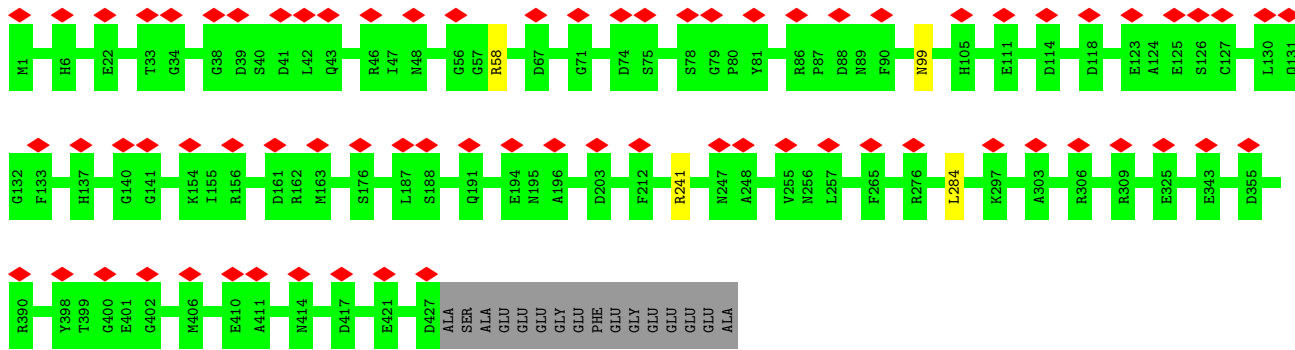 M1 H6 E22 T33 G34 G38 D39 S40 D41 L42 Q43 R46 I47 N48 G56 G57 R58 D67 G71 D74 S75 S78 G79 P80 Y81 R86 P87 D88 N89 F90 N99 H105 E111 D114 D118 E123 A124 E125 S126 C127 L130 Q131
G132 F133 H137 G140 G141 K154 I155 R156 D161 R162 M163 S176 L187 S188 Q191 E194 N195 A196 D203 F212 R241 N247 A248 V255 N256 L257 F265 R276 L284 K297 A303 R306 R309 E325 E343 D355
R390 Y398 T399 G400 E401 G402 M406 E410 A411 N414 D417 E421 D427 ALA SER ALA GLU GLU GLU GLY GLU PHE GLU GLY GLU GLU GLU ALA